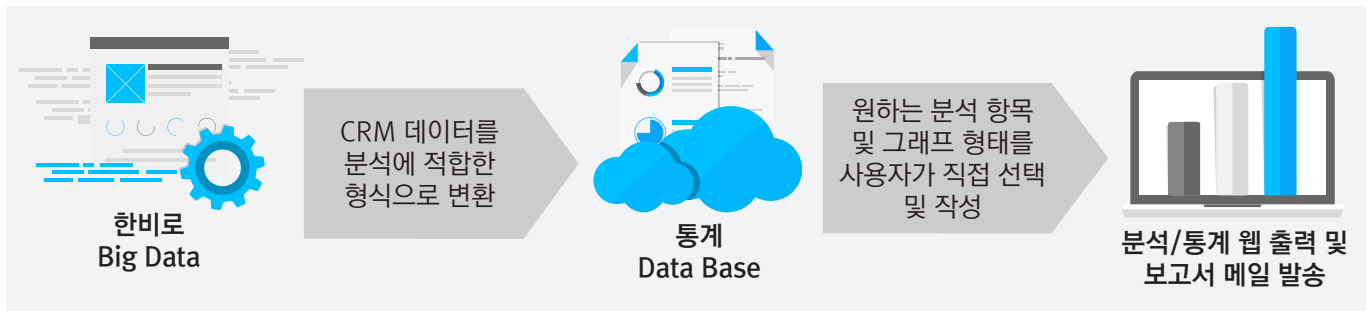 한비로
Big Data
CRM 데이터를
분석에 적합한
형식으로 변환
통계
Data Base
원하는 분석 항목
및 그래프 형태를
사용자가 직접 선택
및 작성
분석/통계 웹 출력 및
보고서 메일 발송